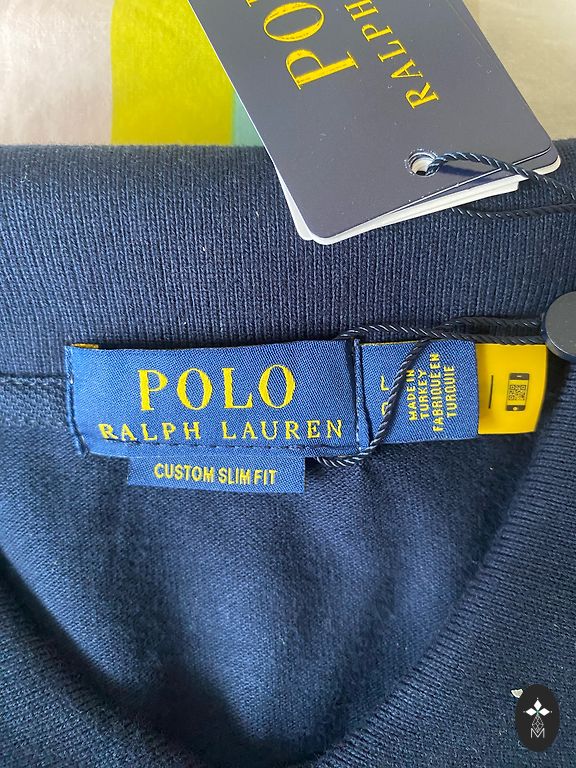 POLO
RALPH
POLO
RALPH LAUREN
CUSTOM SLIM FIT
L
MADE IN
TURKEY
FABRIQUE EN
TURQUIE
M